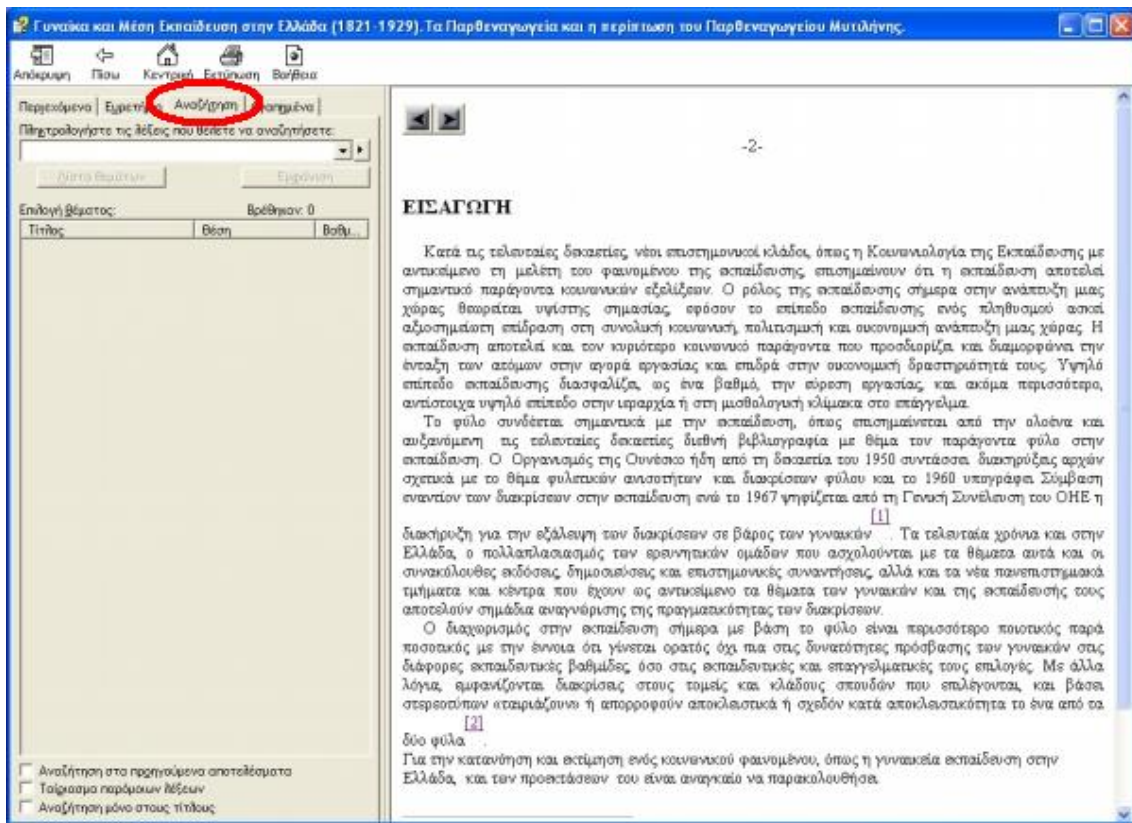 Γυναίκα και Μέση Εκπαίδευση στην Ελλάδα (1821-1929).Τα Παρθεναγωγεία και η περίπτωση του Παρθεναγωγείου Μυτιλήνης.
Απόκρυψη Πίσω Κεντρική Εκτύπωση Βοήθεια
Περιεχόμενα Ευρετήριο Αναζήτηση Αγαπημένα
Πληκτρολογήστε τις λέξεις που θέλετε να αναζητήσετε:
Λίστα θεμάτων Εμφάνιση
Επιλογή θέματος: Βρέθηκαν: 0
Τίτλος Θέση Βαθμ...
Αναζήτηση στα προηγούμενα αποτελέσματα
Ταίριασμα παρόμοιων λέξεων
Αναζήτηση μόνο στους τίτλους
-2-
ΕΙΣΑΓΩΓΗ
Κατά τις τελευταίες δεκαετίες, νέοι επιστημονικοί κλάδοι, όπως η Κοινωνιολογία της Εκπαίδευσης με
αντικείμενο τη μελέτη του φαινομένου της εκπαίδευσης, επισημαίνουν ότι η εκπαίδευση αποτελεί
σημαντικό παράγοντα κοινωνικών εξελίξεων. Ο ρόλος της εκπαίδευσης σήμερα στην ανάπτυξη μιας
χώρας θεωρείται υψίστης σημασίας, εφόσον το επίπεδο εκπαίδευσης ενός πληθυσμού ασκεί
αξιοσημείωτη επίδραση στη συνολική κοινωνική, πολιτισμική και οικονομική ανάπτυξη μιας χώρας. Η
εκπαίδευση αποτελεί και τον κυριότερο κοινωνικό παράγοντα που προσδιορίζει και διαμορφώνει την
ένταξη των ατόμων στην αγορά εργασίας και επιδρά στην οικονομική δραστηριότητά τους. Υψηλό
επίπεδο εκπαίδευσης διασφαλίζει, ως ένα βαθμό, την εύρεση εργασίας, και ακόμα περισσότερο,
αντίστοιχα υψηλό επίπεδο στην ιεραρχία ή στη μισθολογική κλίμακα στο επάγγελμα.
Το φύλο συνδέεται σημαντικά με την εκπαίδευση, όπως επισημαίνεται από την ολοένα και
αυξανόμενη τις τελευταίες δεκαετίες διεθνή βιβλιογραφία με θέμα τον παράγοντα φύλο στην
εκπαίδευση. Ο Οργανισμός της Ουνέσκο ήδη από τη δεκαετία του 1950 συντάσσει διακηρύξεις αρχών
σχετικά με το θέμα φυλετικών ανισοτήτων και διακρίσεων φύλου και το 1960 υπογράφει Σύμβαση
εναντίον των διακρίσεων στην εκπαίδευση ενώ το 1967 ψηφίζεται από τη Γενική Συνέλευση του ΟΗΕ η
διακήρυξη για την εξάλειψη των διακρίσεων σε βάρος των γυναικών [1]. Τα τελευταία χρόνια και στην
Ελλάδα, ο πολλαπλασιασμός των ερευνητικών ομάδων που ασχολούνται με τα θέματα αυτά και οι
συνακόλουθες εκδόσεις, δημοσιεύσεις και επιστημονικές συναντήσεις, αλλά και τα νέα πανεπιστημιακά
τμήματα και κέντρα που έχουν ως αντικείμενο τα θέματα των γυναικών και της εκπαίδευσής τους
αποτελούν σημάδια αναγνώρισης της πραγματικότητας των διακρίσεων.
Ο διαχωρισμός στην εκπαίδευση σήμερα με βάση το φύλο είναι περισσότερο ποιοτικός παρά
ποσοτικός με την έννοια ότι γίνεται ορατός όχι πια στις δυνατότητες πρόσβασης των γυναικών στις
διάφορες εκπαιδευτικές βαθμίδες, όσο στις εκπαιδευτικές και επαγγελματικές τους επιλογές. Με άλλα
λόγια, εμφανίζονται διακρίσεις στους τομείς και κλάδους σπουδών που επιλέγονται, και βάσει
στερεοτύπων «ταιριάζουν» ή απορροφούν αποκλειστικά ή σχεδόν κατά αποκλειστικότητα το ένα από τα
δύο φύλα [2].
Για την κατανόηση και εκτίμηση ενός κοινωνικού φαινομένου, όπως η γυναικεία εκπαίδευση στην
Ελλάδα, και των προεκτάσεων του είναι αναγκαίο να παρακολουθήσει